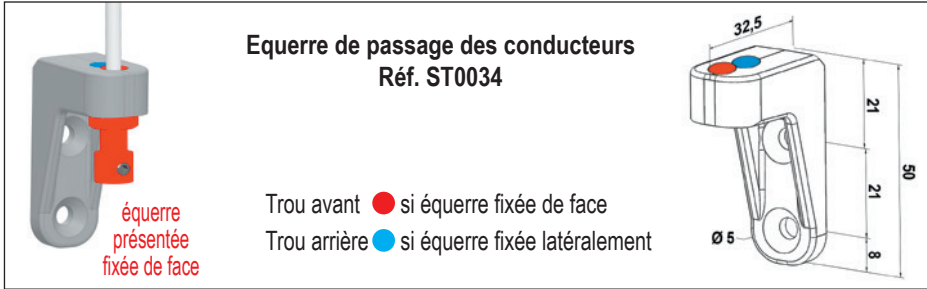 Equerre de passage des conducteurs
Réf. ST0034
équerre
présentée
fixée de face
Trou avant si équerre fixée de face
Trou arrière si équerre fixée latéralement
32,5
21
21
50
8
Ø 5